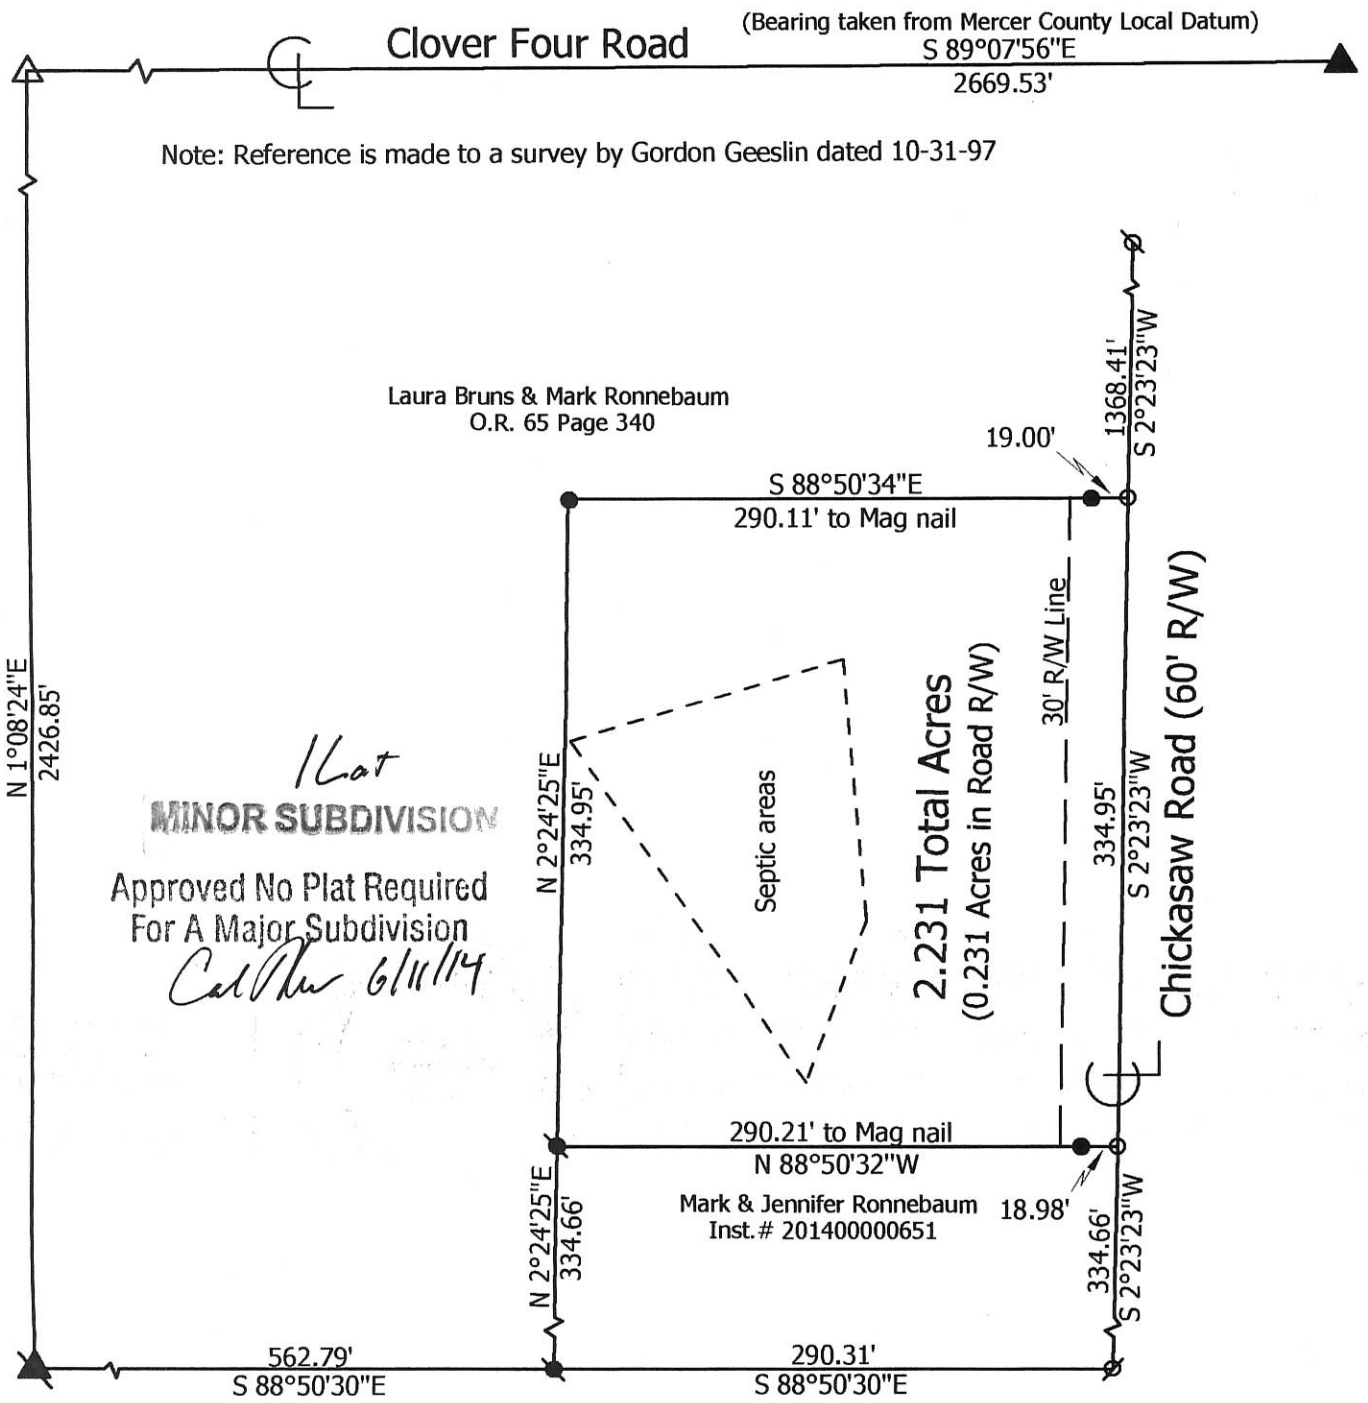 (Bearing taken from Mercer County Local Datum)
Clover Four Road
S 89°07'56"E
2669.53'
Note: Reference is made to a survey by Gordon Geeslin dated 10-31-97
1368.41'
S 2°23'23"W
Laura Bruns & Mark Ronnebaum
O.R. 65 Page 340
19.00'
S 88°50'34"E
290.11' to Mag nail
30' R/W Line
Chickasaw Road (60' R/W)
N 1°08'24"E
2426.85'
1 Lot
MINOR SUBDIVISION
Approved No Plat Required
For A Major Subdivision
6/11/14
N 2°24'25"E
334.95'
Septic areas
2.231 Total Acres
(0.231 Acres in Road R/W)
334.95'
S 2°23'23"W
290.21' to Mag nail
N 88°50'32"W
Mark & Jennifer Ronnebaum
Inst.# 201400000651
18.98'
N 2°24'25"E
334.66'
334.66'
S 2°23'23"W
562.79'
S 88°50'30"E
290.31'
S 88°50'30"E